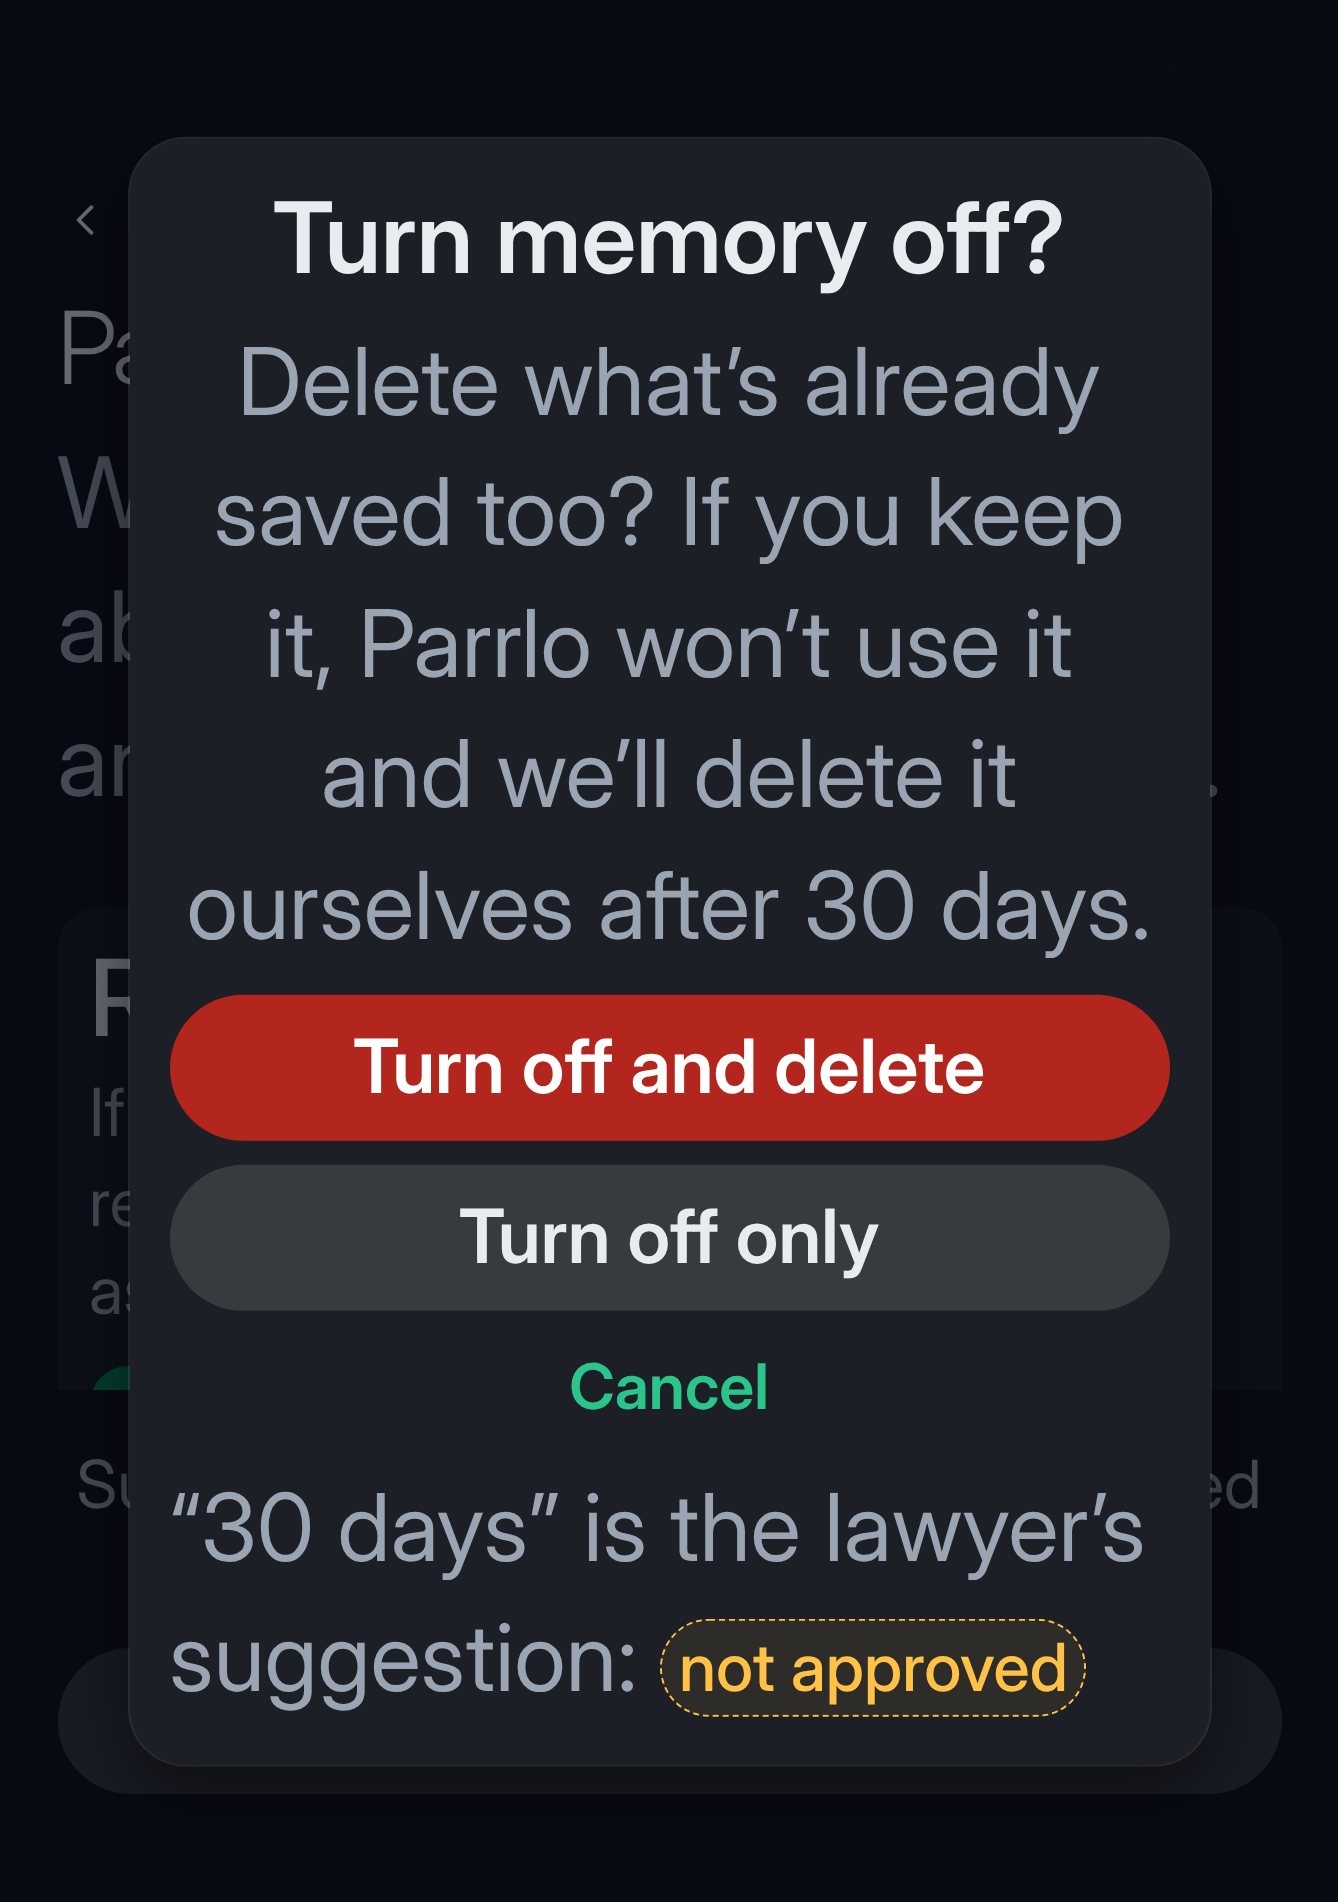 Turn memory off?
Delete what’s already
saved too? If you keep
it, Parrlo won’t use it
and we’ll delete it
ourselves after 30 days.
Turn off and delete
Turn off only
Cancel
“30 days” is the lawyer’s
suggestion: not approved